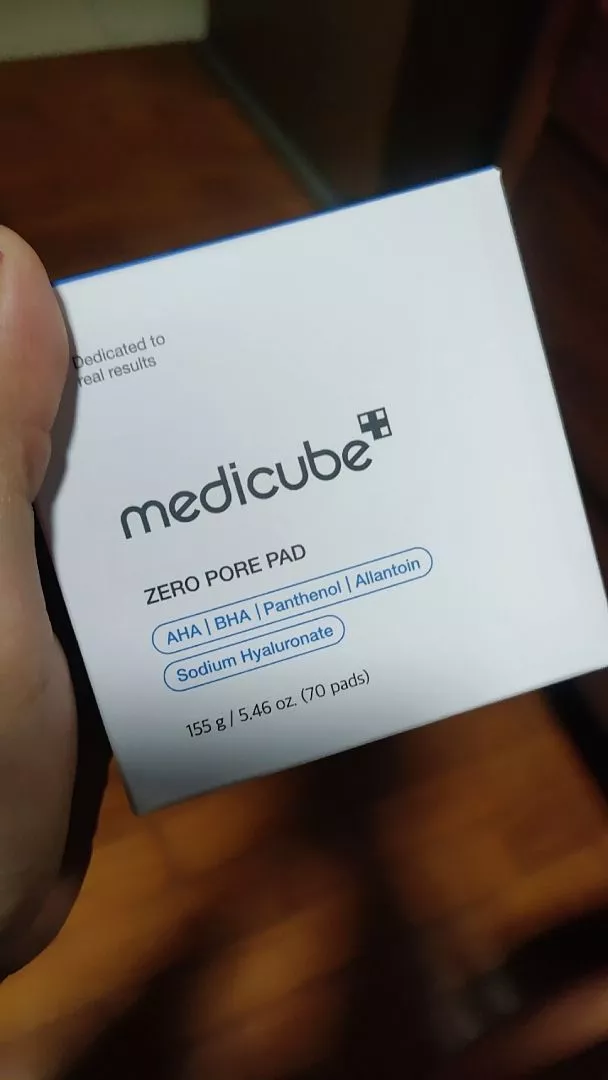 Dedicated to
real results
medicube
ZERO PORE PAD
AHA | BHA | Panthenol | Allantoin
Sodium Hyaluronate
155 g / 5.46 oz. (70 pads)